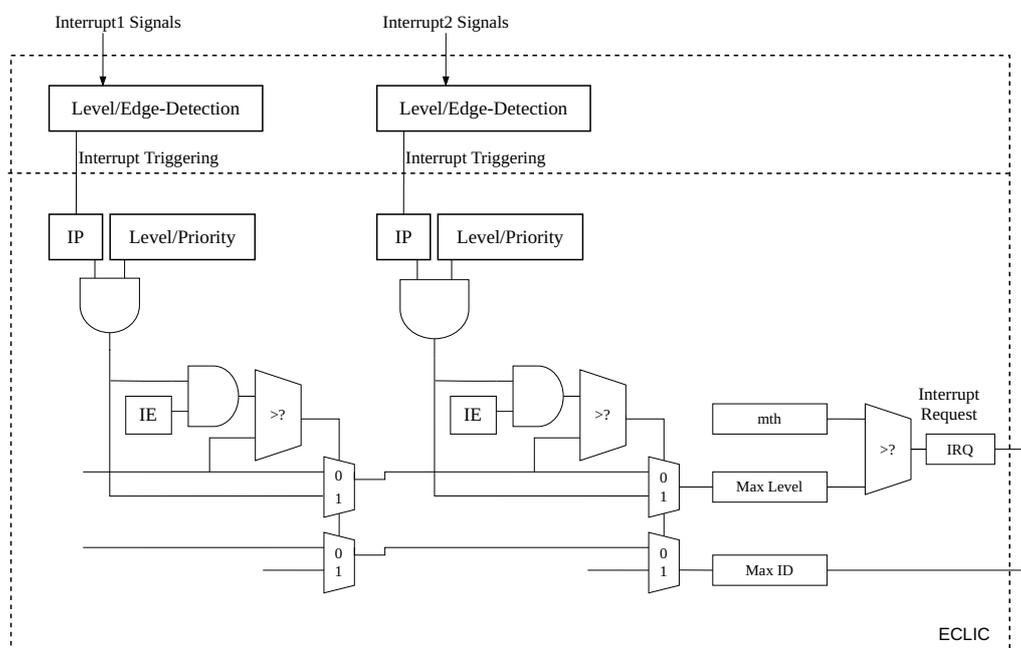 Interrupt1 Signals
Interrupt2 Signals
Level/Edge-Detection
Level/Edge-Detection
Interrupt Triggering
Interrupt Triggering
IP
Level/Priority
IP
Level/Priority
IE
>?
IE
>?
mth
>?
Interrupt
Request
IRQ
0
1
0
1
Max Level
0
1
0
1
Max ID
ECLIC